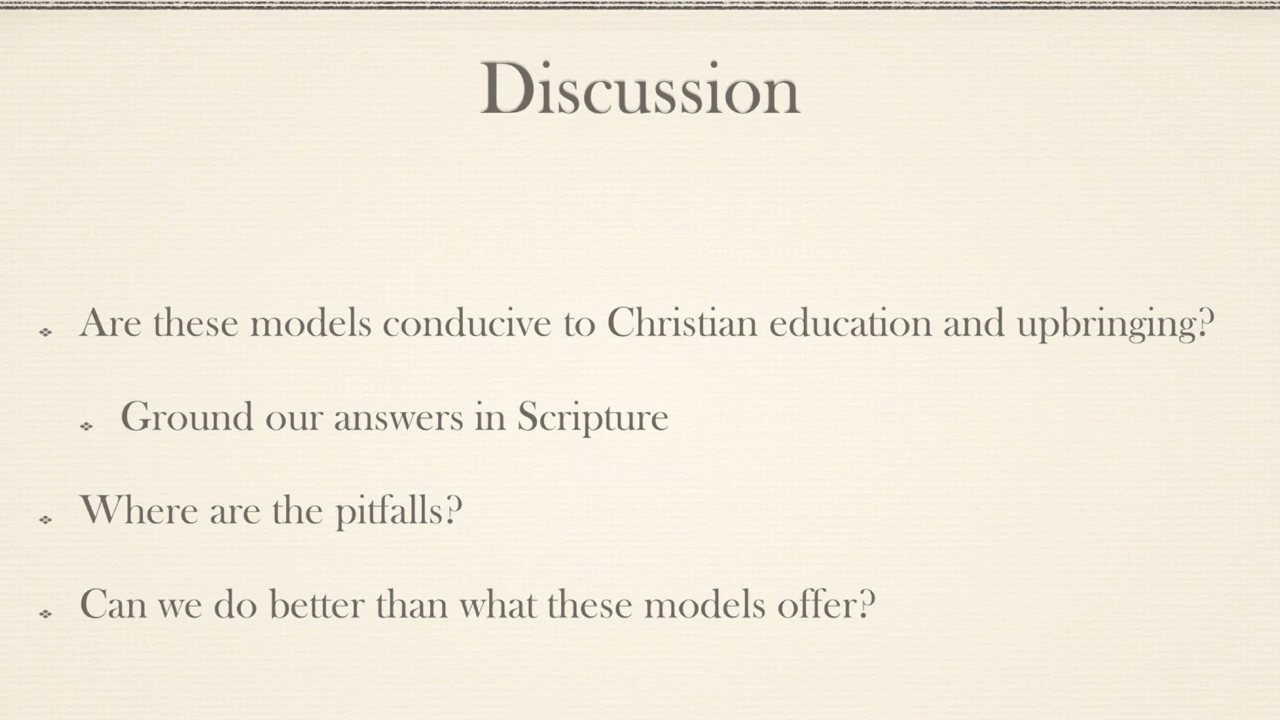 Discussion
Are these models conducive to Christian education and upbringing?
Ground our answers in Scripture
Where are the pitfalls?
Can we do better than what these models offer?